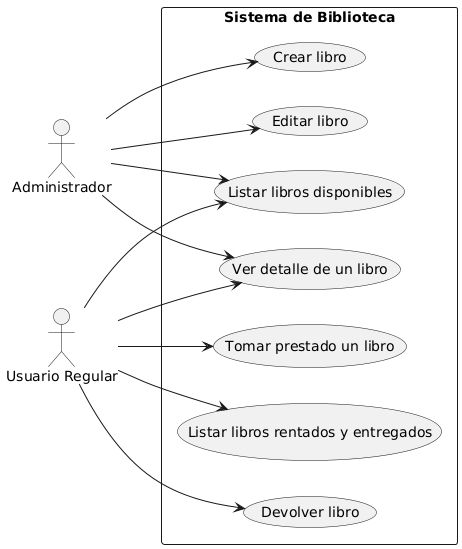 Sistema de Biblioteca
Crear libro
Editar libro
Administrador
Listar libros disponibles
Ver detalle de un libro
Tomar prestado un libro
Usuario Regular
Listar libros rentados y entregados
Devolver libro